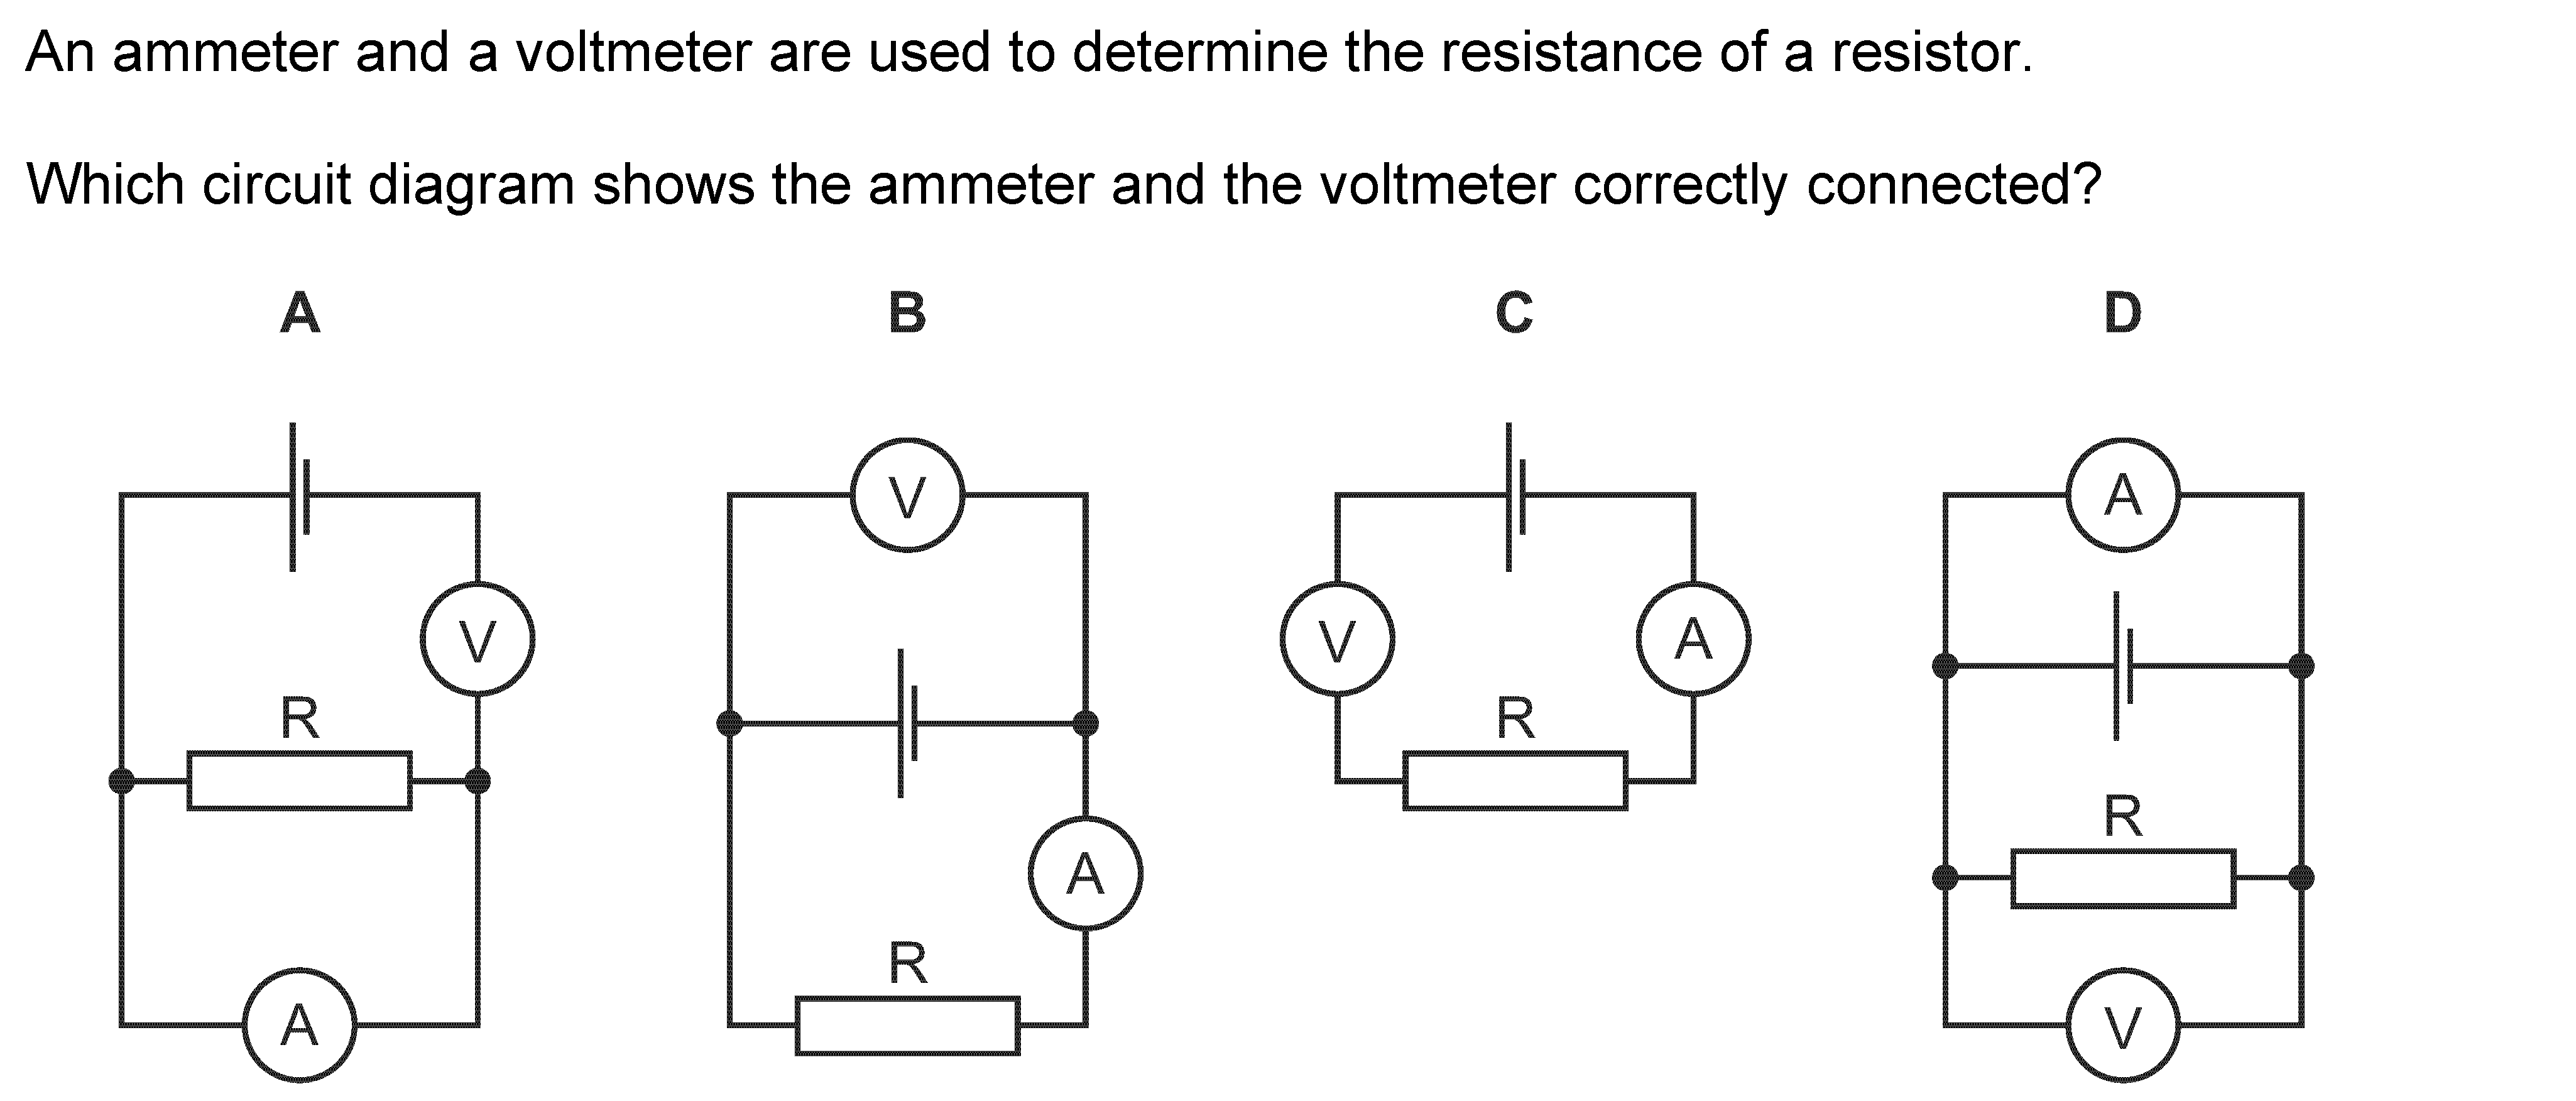 An ammeter and a voltmeter are used to determine the resistance of a resistor.
Which circuit diagram shows the ammeter and the voltmeter correctly connected?
A
V
R
A
B
V
A
R
C
V
A
R
D
A
R
V